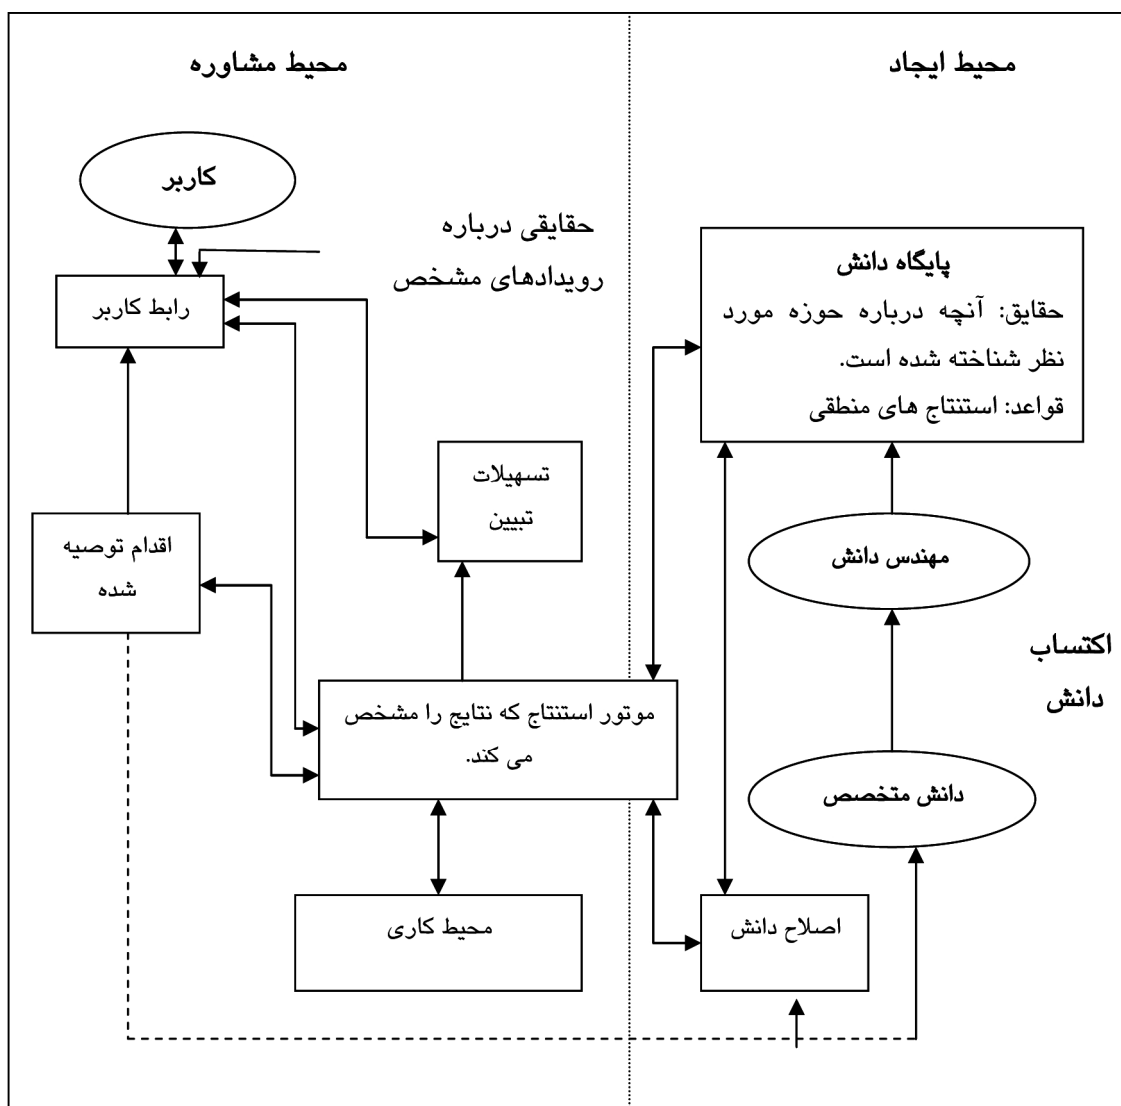 محیط ایجاد
محیط مشاوره
کاربر
حقایقی درباره
رویدادهای مشخص
رابط کاربر
پایگاه دانش
حقایق: آنچه درباره حوزه مورد
نظر شناخته شده است.
قواعد: استنتاج های منطقی
تسهیلات
تبیین
اقدام توصیه
شده
مهندس دانش
اکتساب
دانش
موتور استنتاج که نتایج را مشخص
می کند.
دانش متخصص
محیط کاری
اصلاح دانش